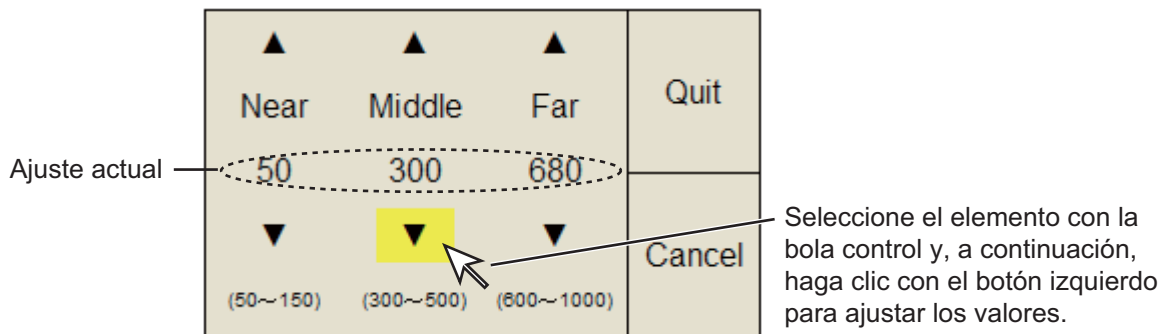 ▲ ▲ ▲
Near Middle Far
Quit
Ajuste actual
50 300 680
▼ ▼ ▼
Cancel
(50~150) (300~500) (600~1000)
Seleccione el elemento con la
bola control y, a continuación,
haga clic con el botón izquierdo
para ajustar los valores.